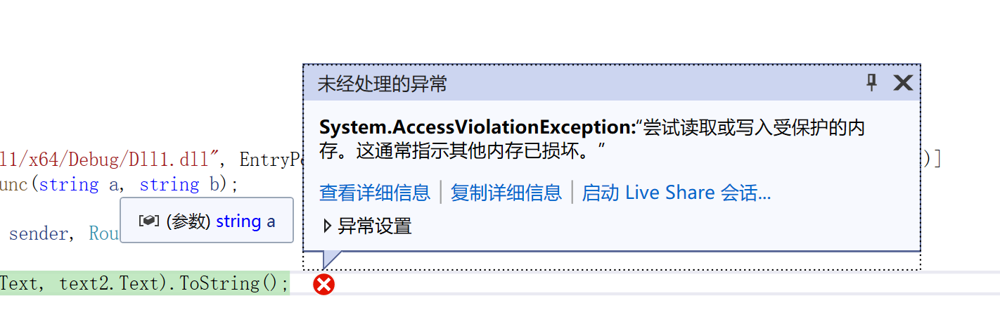 未经处理的异常
System.AccessViolationException:“尝试读取或写入受保护的内
存。这通常指示其他内存已损坏。”
查看详细信息 | 复制详细信息 | 启动 Live Share 会话...
异常设置
ll1/x64/Debug/Dll1.dll", EntryPo )]
unc(string a, string b);
(参数) string a
sender, Rou
Text, text2.Text).ToString();